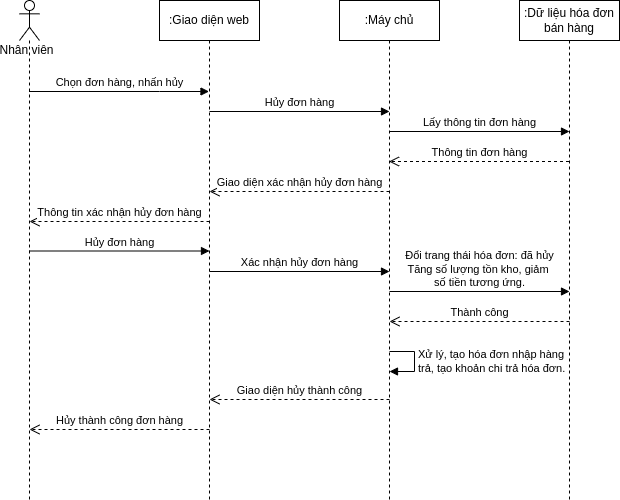 :Giao diện web
:Máy chủ
:Dữ liệu hóa đơn
bán hàng
Nhân viên
Chọn đơn hàng, nhấn hủy
Hủy đơn hàng
Lấy thông tin đơn hàng
Thông tin đơn hàng
Giao diện xác nhận hủy đơn hàng
Thông tin xác nhận hủy đơn hàng
Hủy đơn hàng
Xác nhận hủy đơn hàng
Đổi trang thái hóa đơn: đã hủy
Tăng số lượng tồn kho, giảm
số tiền tương ứng.
Thành công
Xử lý, tạo hóa đơn nhập hàng
trả, tạo khoản chi trả hóa đơn.
Giao diện hủy thành công
Hủy thành công đơn hàng